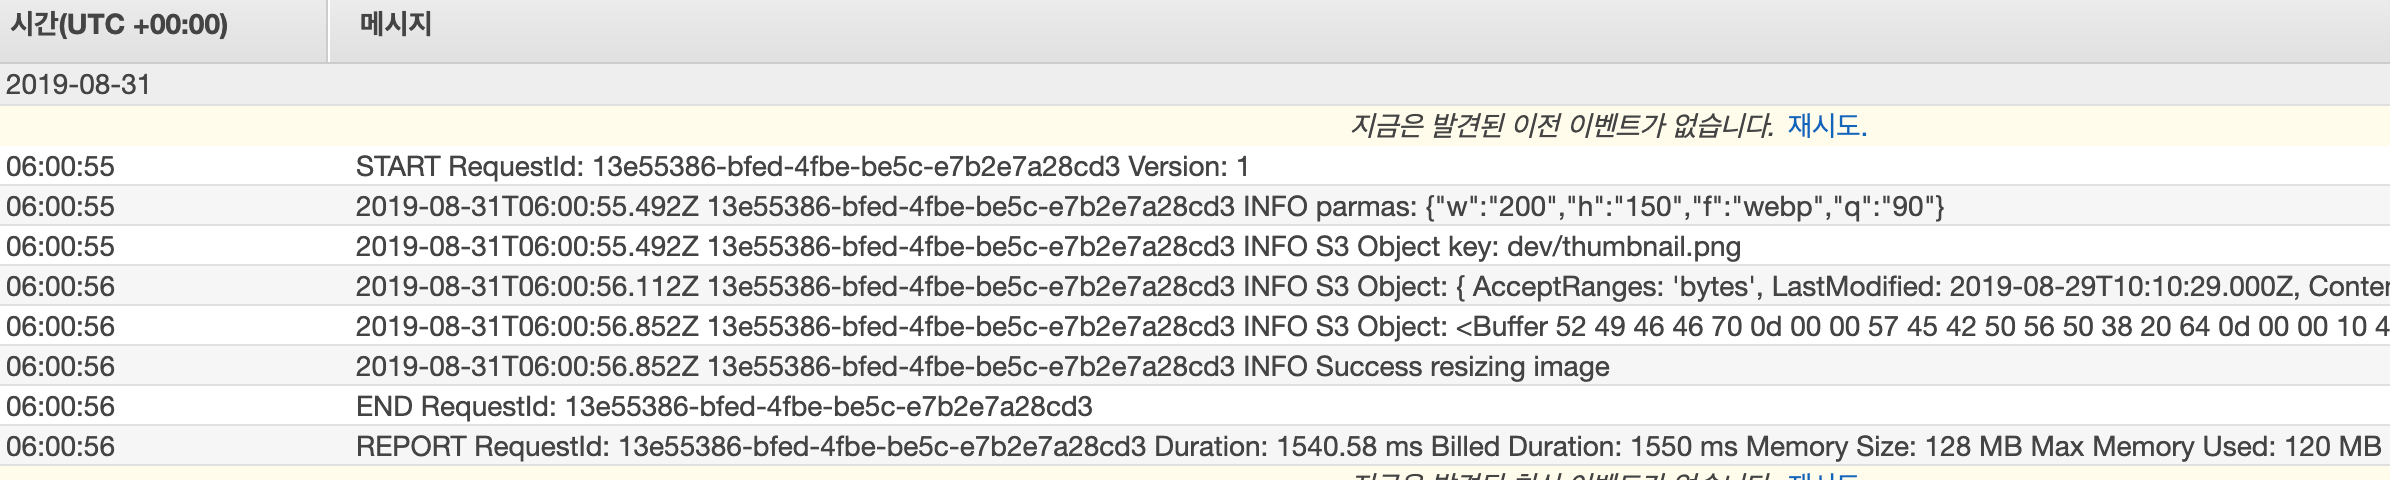 시간(UTC +00:00) 메시지
2019-08-31
지금은 발견된 이전 이벤트가 없습니다. 재시도.
06:00:55 START RequestId: 13e55386-bfed-4fbe-be5c-e7b2e7a28cd3 Version: 1
06:00:55 2019-08-31T06:00:55.492Z 13e55386-bfed-4fbe-be5c-e7b2e7a28cd3 INFO parmas: {"w":"200","h":"150","f":"webp","q":"90"}
06:00:55 2019-08-31T06:00:55.492Z 13e55386-bfed-4fbe-be5c-e7b2e7a28cd3 INFO S3 Object key: dev/thumbnail.png
06:00:56 2019-08-31T06:00:56.112Z 13e55386-bfed-4fbe-be5c-e7b2e7a28cd3 INFO S3 Object: { AcceptRanges: 'bytes', LastModified: 2019-08-29T10:10:29.000Z, Conte
06:00:56 2019-08-31T06:00:56.852Z 13e55386-bfed-4fbe-be5c-e7b2e7a28cd3 INFO S3 Object: <Buffer 52 49 46 46 70 0d 00 00 57 45 42 50 56 50 38 20 64 0d 00 00 10 4
06:00:56 2019-08-31T06:00:56.852Z 13e55386-bfed-4fbe-be5c-e7b2e7a28cd3 INFO Success resizing image
06:00:56 END RequestId: 13e55386-bfed-4fbe-be5c-e7b2e7a28cd3
06:00:56 REPORT RequestId: 13e55386-bfed-4fbe-be5c-e7b2e7a28cd3 Duration: 1540.58 ms Billed Duration: 1550 ms Memory Size: 128 MB Max Memory Used: 120 MB